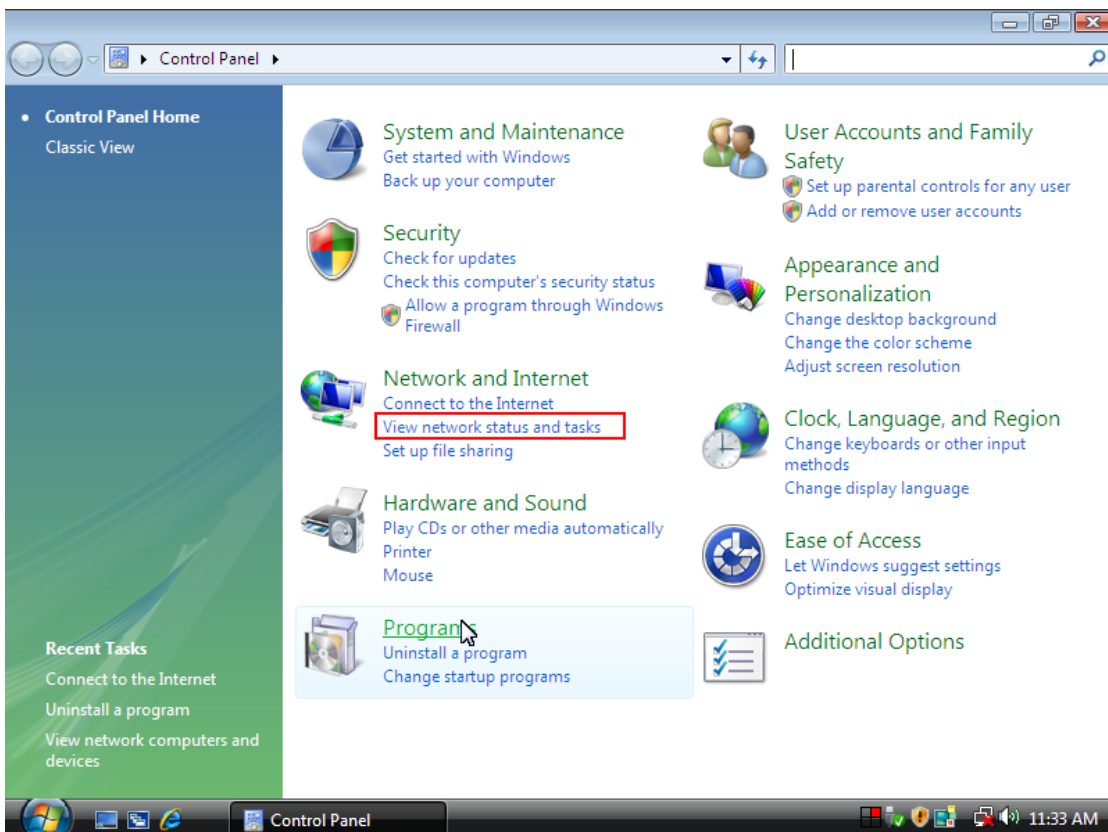 Control Panel
Control Panel Home
Classic View
System and Maintenance
Get started with Windows
Back up your computer
Security
Check for updates
Check this computer's security status
Allow a program through Windows
Firewall
Network and Internet
Connect to the Internet
View network status and tasks
Set up file sharing
Hardware and Sound
Play CDs or other media automatically
Printer
Mouse
Programs
Uninstall a program
Change startup programs
User Accounts and Family
Safety
Set up parental controls for any user
Add or remove user accounts
Appearance and
Personalization
Change desktop background
Change the color scheme
Adjust screen resolution
Clock, Language, and Region
Change keyboards or other input
methods
Change display language
Ease of Access
Let Windows suggest settings
Optimize visual display
Additional Options
Recent Tasks
Connect to the Internet
Uninstall a program
View network computers and
devices
Control Panel
11:33 AM